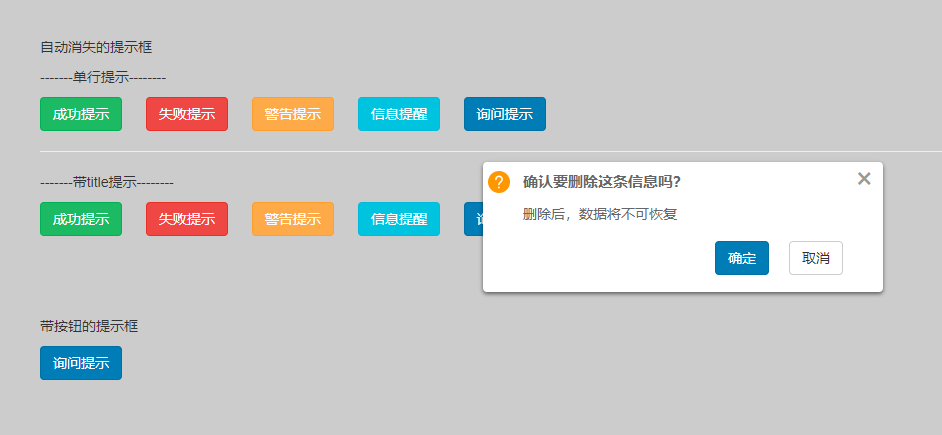 自动消失的提示框
-------单行提示--------
成功提示 失败提示 警告提示 信息提醒 询问提示
-------带title提示--------
成功提示 失败提示 警告提示 信息提醒 询
确认要删除这条信息吗?
删除后，数据将不可恢复
确定 取消
带按钮的提示框
询问提示